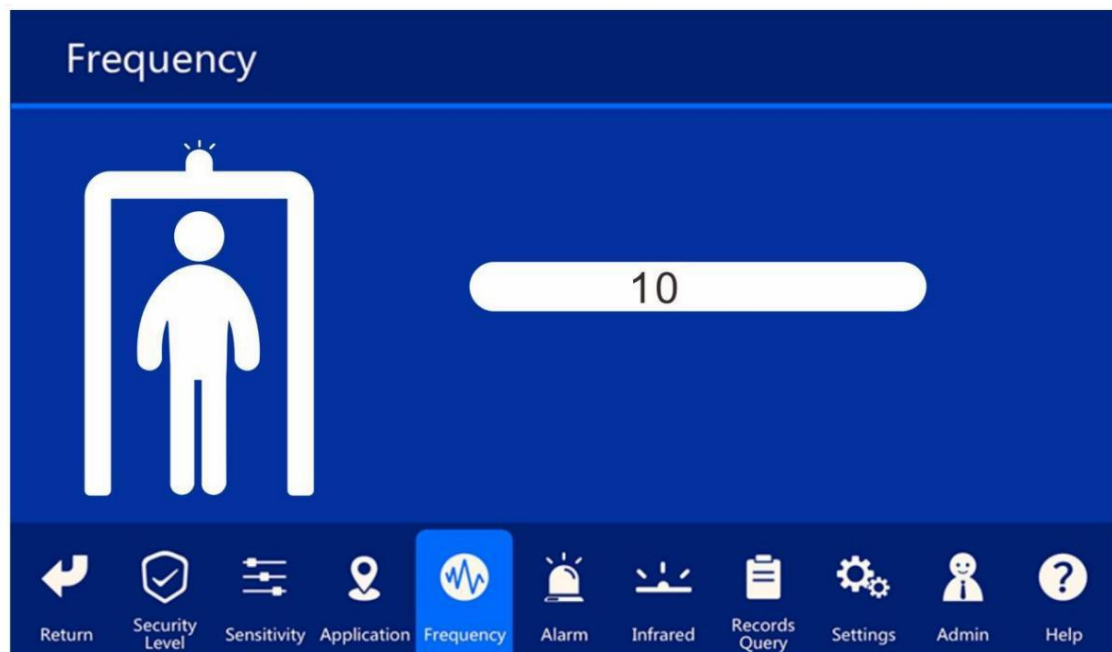 Frequency
10
Return
Security
Level
Sensitivity
Application
Frequency
Alarm
Infrared
Records
Query
Settings
Admin
Help